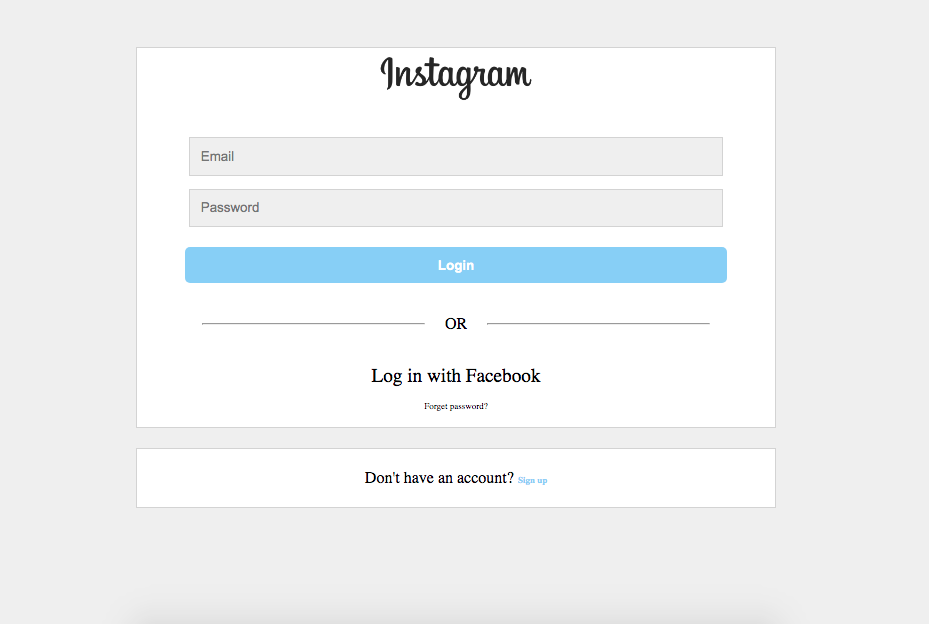 Instagram
Email
Password
Login
OR
Log in with Facebook
Forget password?
Don't have an account? Sign up